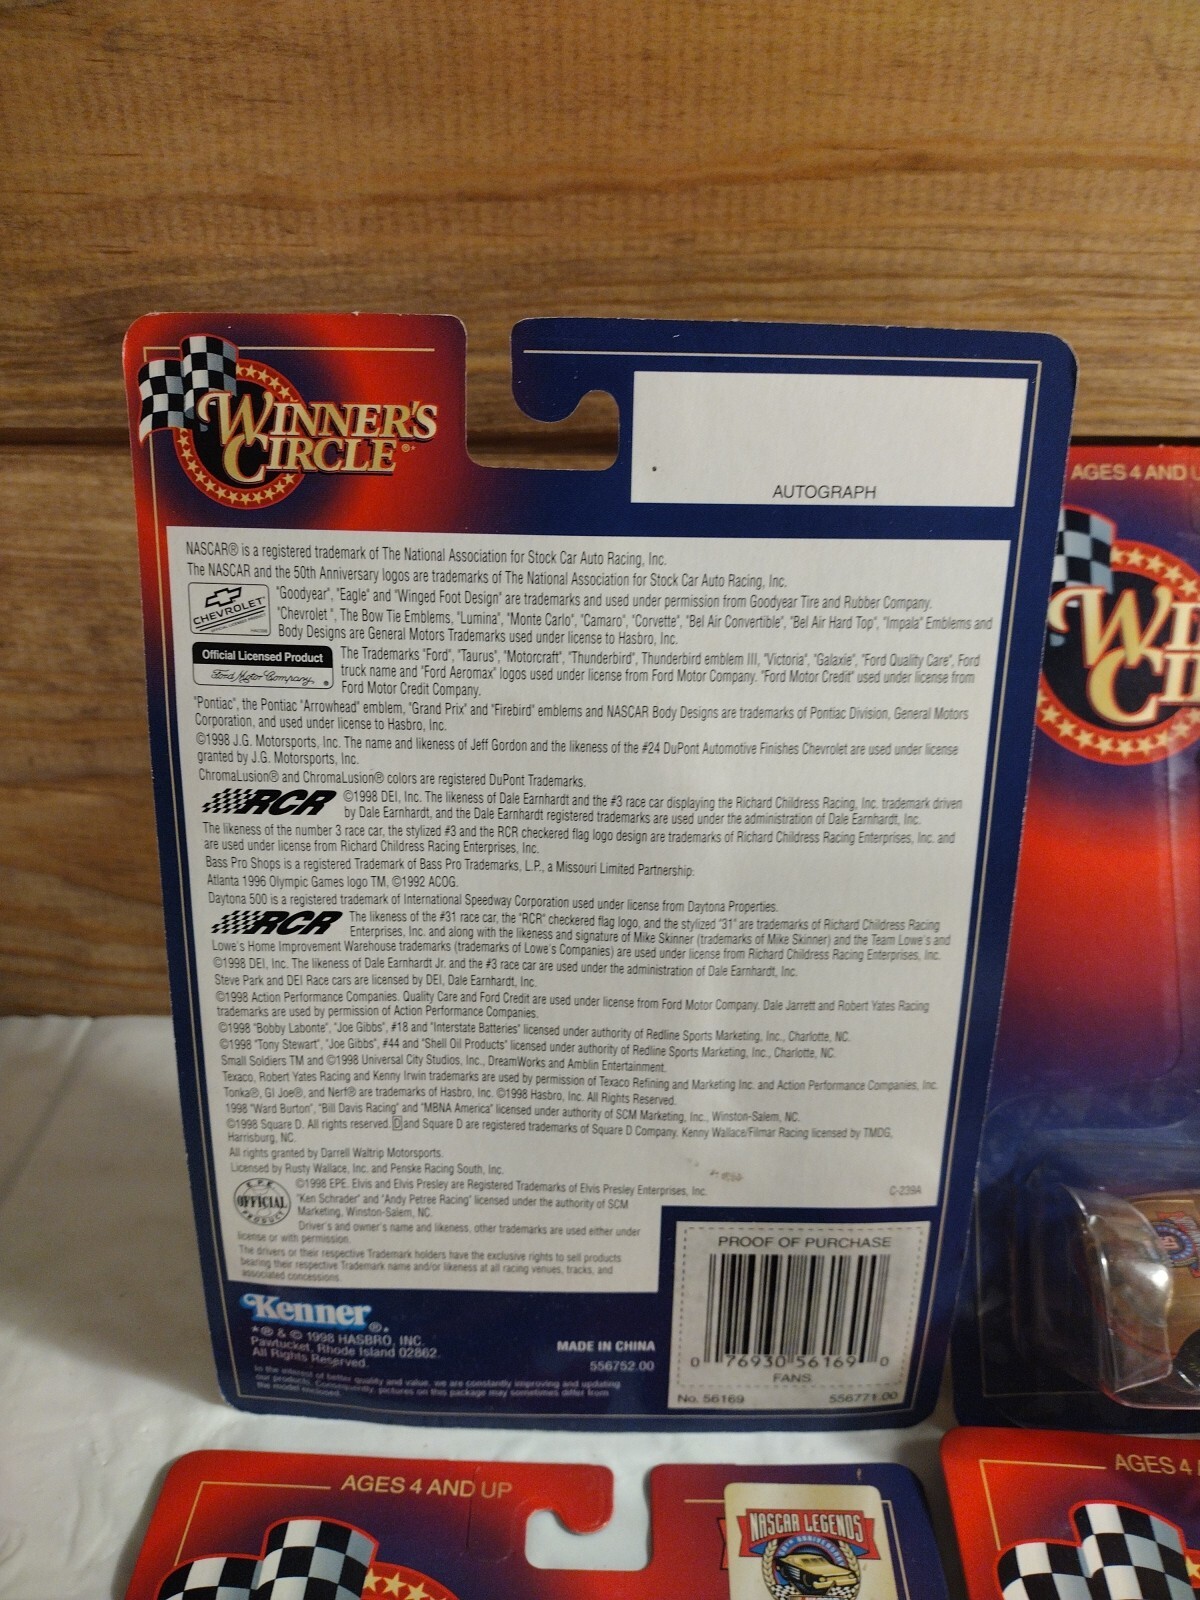 WINNER'S
CIRCLE®
AUTOGRAPH
NASCAR® is a registered trademark of The National Association for Stock Car Auto Racing, Inc.
The NASCAR and the 50th Anniversary logos are trademarks of The National Association for Stock Car Auto Racing, Inc.
CHEVROLET
"Goodyear", "Eagle" and "Winged Foot Design" are trademarks and used under permission from Goodyear Tire and Rubber Company.
"Chevrolet", The Bow Tie Emblems, "Lumina", "Monte Carlo", "Camaro", "Corvette", "Bel Air Convertible", "Bel Air Hard Top", "Impala" Emblems and
Body Designs are General Motors Trademarks used under license to Hasbro, Inc.
Official Licensed Product
Ford Motor Company, ®
The Trademarks "Ford", "Taurus", "Motorcraft", "Thunderbird", Thunderbird emblem III, "Victoria", "Galaxie", "Ford Quality Care", Ford
truck name and "Ford Aeromax" logos used under license from Ford Motor Company. "Ford Motor Credit" used under license from
Ford Motor Credit Company.
"Pontiac", the Pontiac "Arrowhead" emblem, "Grand Prix" and "Firebird" emblems and NASCAR Body Designs are trademarks of Pontiac Division, General Motors
Corporation, and used under license to Hasbro, Inc.
©1998 J.G. Motorsports, Inc. The name and likeness of Jeff Gordon and the likeness of the #24 DuPont Automotive Finishes Chevrolet are used under license
granted by J.G. Motorsports, Inc.
ChromaLusion® and ChromaLusion® colors are registered DuPont Trademarks.
RCR
©1998 DEI, Inc. The likeness of Dale Earnhardt and the #3 race car displaying the Richard Childress Racing, Inc. trademark driven
by Dale Earnhardt, and the Dale Earnhardt registered trademarks are used under the administration of Dale Earnhardt, Inc.
The likeness of the number 3 race car, the stylized #3 and the RCR checkered flag logo design are trademarks of Richard Childress Racing Enterprises, Inc. and
are used under license from Richard Childress Racing Enterprises, Inc.
Bass Pro Shops is a registered Trademark of Bass Pro Trademarks, L.P., a Missouri Limited Partnership:
Atlanta 1996 Olympic Games logo TM, ©1992 ACOG.
Daytona 500 is a registered trademark of International Speedway Corporation used under license from Daytona Properties.
RCR
The likeness of the #31 race car, the "RCR" checkered flag logo, and the stylized "31" are trademarks of Richard Childress Racing
Enterprises, Inc. and along with the likeness and signature of Mike Skinner (trademarks of Mike Skinner) and the Team Lowe's and
Lowe's Home Improvement Warehouse trademarks (trademarks of Lowe's Companies) are used under license from Richard Childress Racing Enterprises, Inc.
©1998 DEI, Inc. The likeness of Dale Earnhardt Jr. and the #3 race car are used under the administration of Dale Earnhardt, Inc.
Steve Park and DEI Race cars are licensed by DEI, Dale Earnhardt, Inc.
©1998 Action Performance Companies. Quality Care and Ford Credit are used under license from Ford Motor Company. Dale Jarrett and Robert Yates Racing
trademarks are used by permission of Action Performance Companies.
©1998 "Bobby Labonte", "Joe Gibbs", #18 and "Interstate Batteries" licensed under authority of Redline Sports Marketing, Inc., Charlotte, NC.
©1998 "Tony Stewart", "Joe Gibbs", #44 and "Shell Oil Products" licensed under authority of Redline Sports Marketing, Inc., Charlotte, NC.
Small Soldiers TM and ©1998 Universal City Studios, Inc., DreamWorks and Amblin Entertainment.
Texaco, Robert Yates Racing and Kenny Irwin trademarks are used by permission of Texaco Refining and Marketing Inc. and Action Performance Companies, Inc.
Tonka®, GI Joe®, and Nerf® are trademarks of Hasbro, Inc. ©1998 Hasbro, Inc. All Rights Reserved.
1998 "Ward Burton", "Bill Davis Racing" and "MBNA America" licensed under authority of SCM Marketing, Inc., Winston-Salem, NC.
©1998 Square D. All rights reserved. D and Square D are registered trademarks of Square D Company. Kenny Wallace/Filmar Racing licensed by TMDG,
Harrisburg, NC.
All rights granted by Darrell Waltrip Motorsports.
Licensed by Rusty Wallace, Inc. and Penske Racing South, Inc.
E.P.E.
OFFICIAL
PRODUCT
©1998 EPE. Elvis and Elvis Presley are Registered Trademarks of Elvis Presley Enterprises, Inc.
"Ken Schrader" and "Andy Petree Racing" licensed under the authority of SCM
Marketing, Winston-Salem, NC.
C-239A
Driver's and owner's name and likeness, other trademarks are used either under
license or with permission.
The drivers or their respective Trademark holders have the exclusive rights to sell products
bearing their respective Trademark name and/or likeness at all racing venues, tracks, and
associated concessions.
Kenner®.
*® & © 1998 HASBRO, INC.
Pawtucket, Rhode Island 02862.
All Rights Reserved.
In the interest of better quality and value, we are constantly improving and updating
our products. Consequently, pictures on this package may sometimes differ from
the model enclosed.
MADE IN CHINA
556752.00
PROOF OF PURCHASE
0 76930 56169 0
FANS
No. 56169 556771.00
AGES 4 AND U
WI
CI
AGES 4 AND UP
NASCAR LEGENDS
50TH ANNIVERSARY
AGES 4